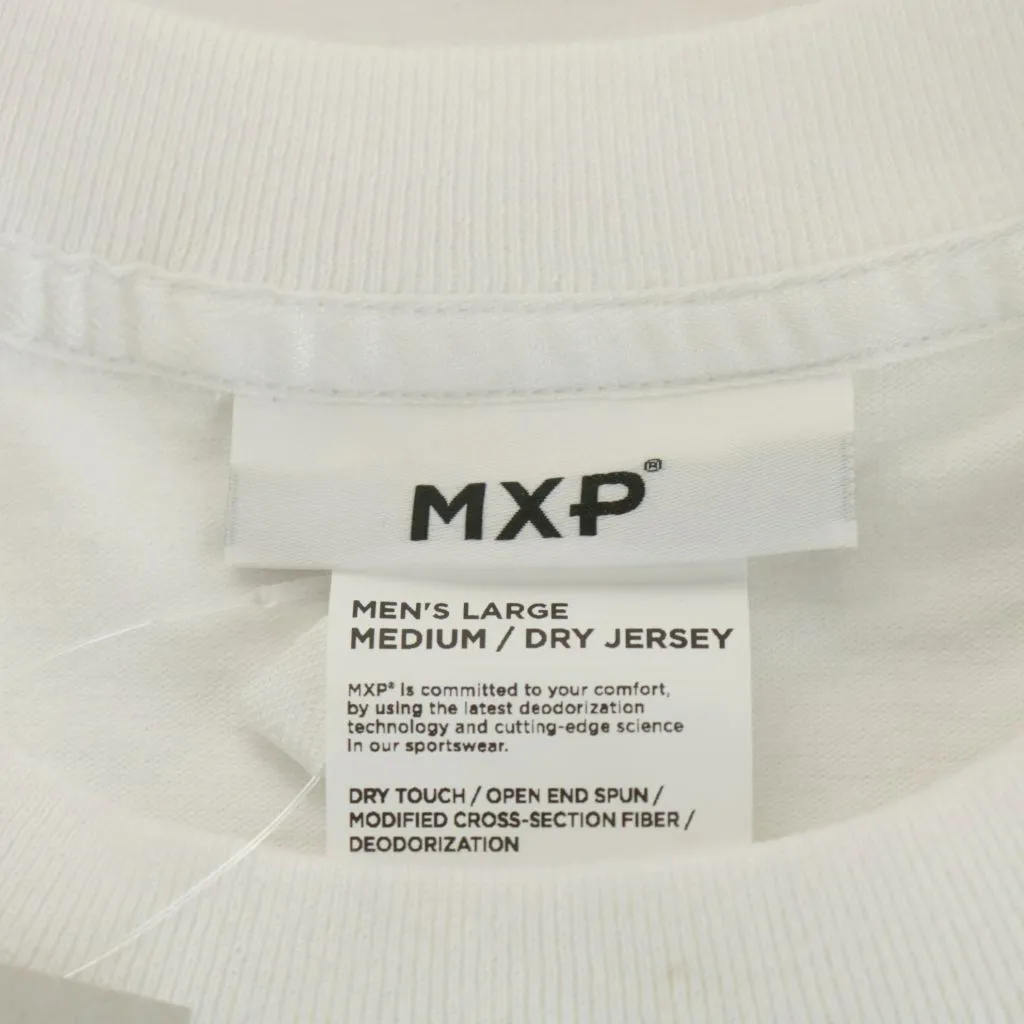 MXP®
MEN'S LARGE
MEDIUM / DRY JERSEY
MXP® is committed to your comfort,
by using the latest deodorization
technology and cutting-edge science
in our sportswear.
DRY TOUCH / OPEN END SPUN /
MODIFIED CROSS-SECTION FIBER /
DEODORIZATION